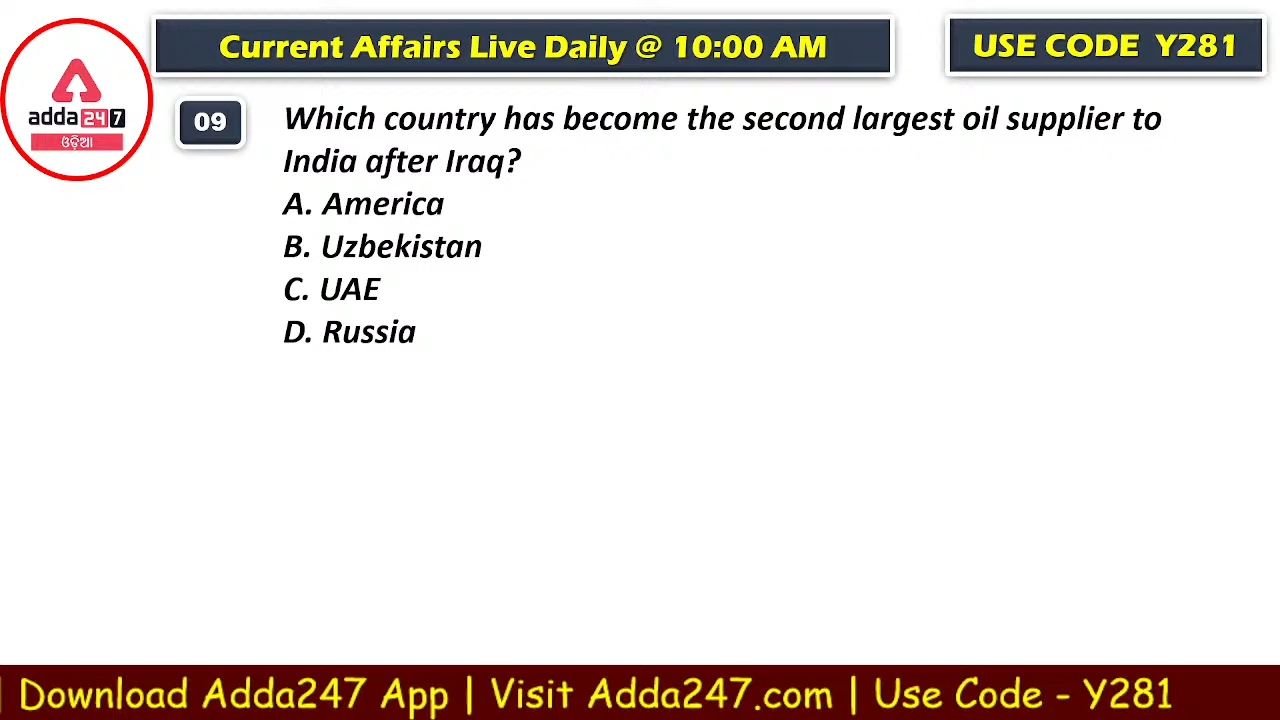 Current Affairs Live Daily @ 10:00 AM
USE CODE Y281
adda247
ଓଡ଼ିଆ
09
Which country has become the second largest oil supplier to
India after Iraq?
A. America
B. Uzbekistan
C. UAE
D. Russia
| Download Adda247 App | Visit Adda247.com | Use Code - Y281